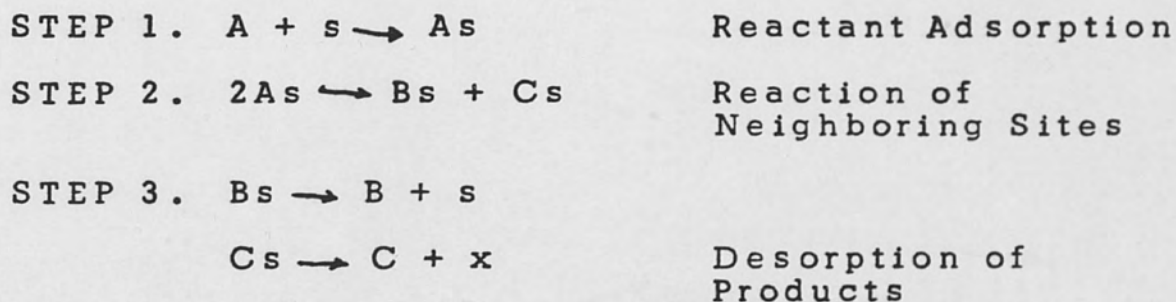 STEP 1. A + s → As Reactant Adsorption
STEP 2. 2As → Bs + Cs Reaction of
Neighboring Sites
STEP 3. Bs → B + s
Cs → C + x Desorption of
Products